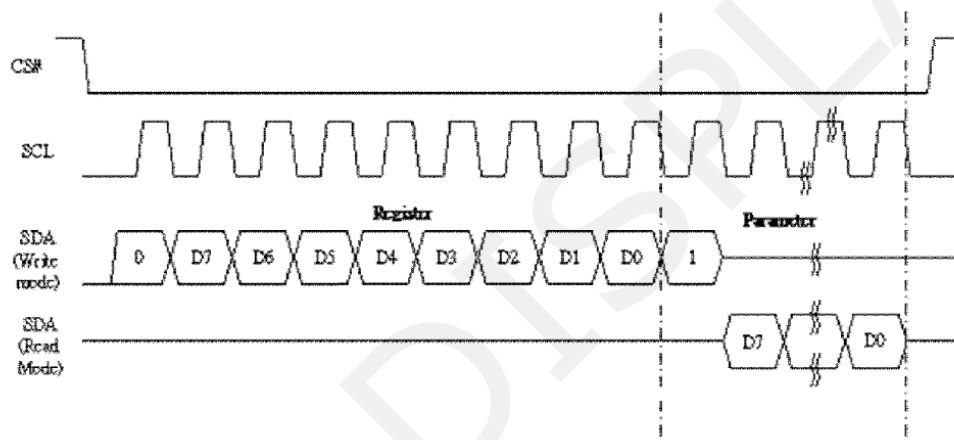 CS#
SCL
Register
Parameter
SDA
(Write
mode)
0 D7 D6 D5 D4 D3 D2 D1 D0 1
SDA
(Read
Mode)
D7 D0
DISPLA